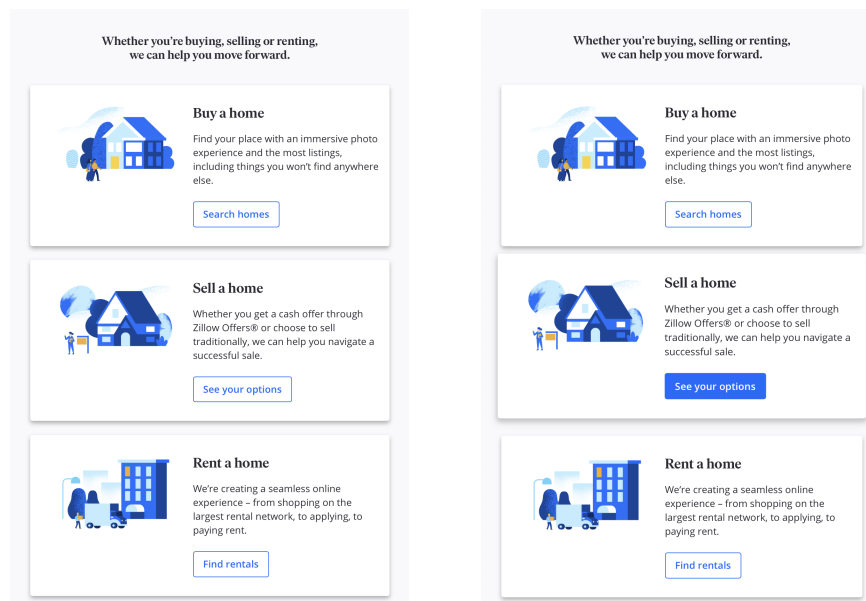 Whether you're buying, selling or renting,
we can help you move forward.
Buy a home
Find your place with an immersive photo
experience and the most listings,
including things you won't find anywhere
else.
Search homes
Sell a home
Whether you get a cash offer through
Zillow Offers® or choose to sell
traditionally, we can help you navigate a
successful sale.
See your options
Rent a home
We're creating a seamless online
experience – from shopping on the
largest rental network, to applying, to
paying rent.
Find rentals
Whether you're buying, selling or renting,
we can help you move forward.
Buy a home
Find your place with an immersive photo
experience and the most listings,
including things you won't find anywhere
else.
Search homes
Sell a home
Whether you get a cash offer through
Zillow Offers® or choose to sell
traditionally, we can help you navigate a
successful sale.
See your options
Rent a home
We're creating a seamless online
experience – from shopping on the
largest rental network, to applying, to
paying rent.
Find rentals